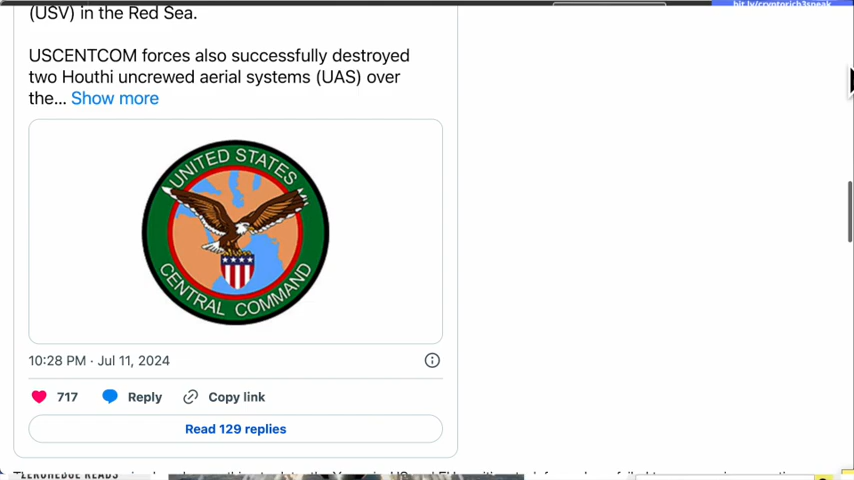 bit.ly/cryptorich3speak
(USV) in the Red Sea.
USCENTCOM forces also successfully destroyed
two Houthi uncrewed aerial systems (UAS) over
the... Show more
UNITED STATES
CENTRAL COMMAND
10:28 PM · Jul 11, 2024
717 Reply Copy link
Read 129 replies
ZEROHEDGE READS